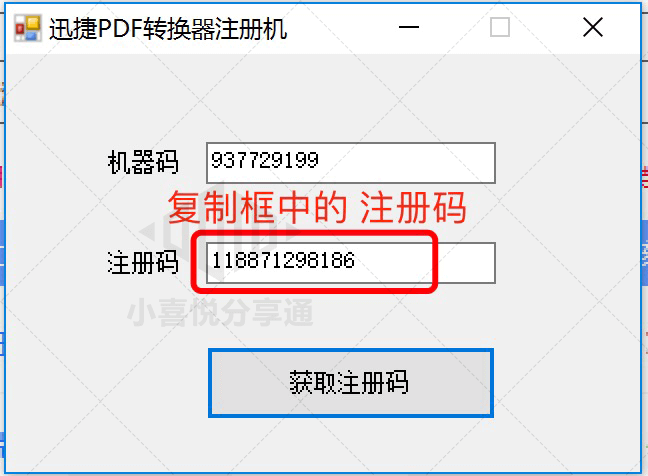 迅捷PDF转换器注册机
机器码 937729199
复制框中的 注册码
注册码 118871298186
小喜悦分享通
获取注册码